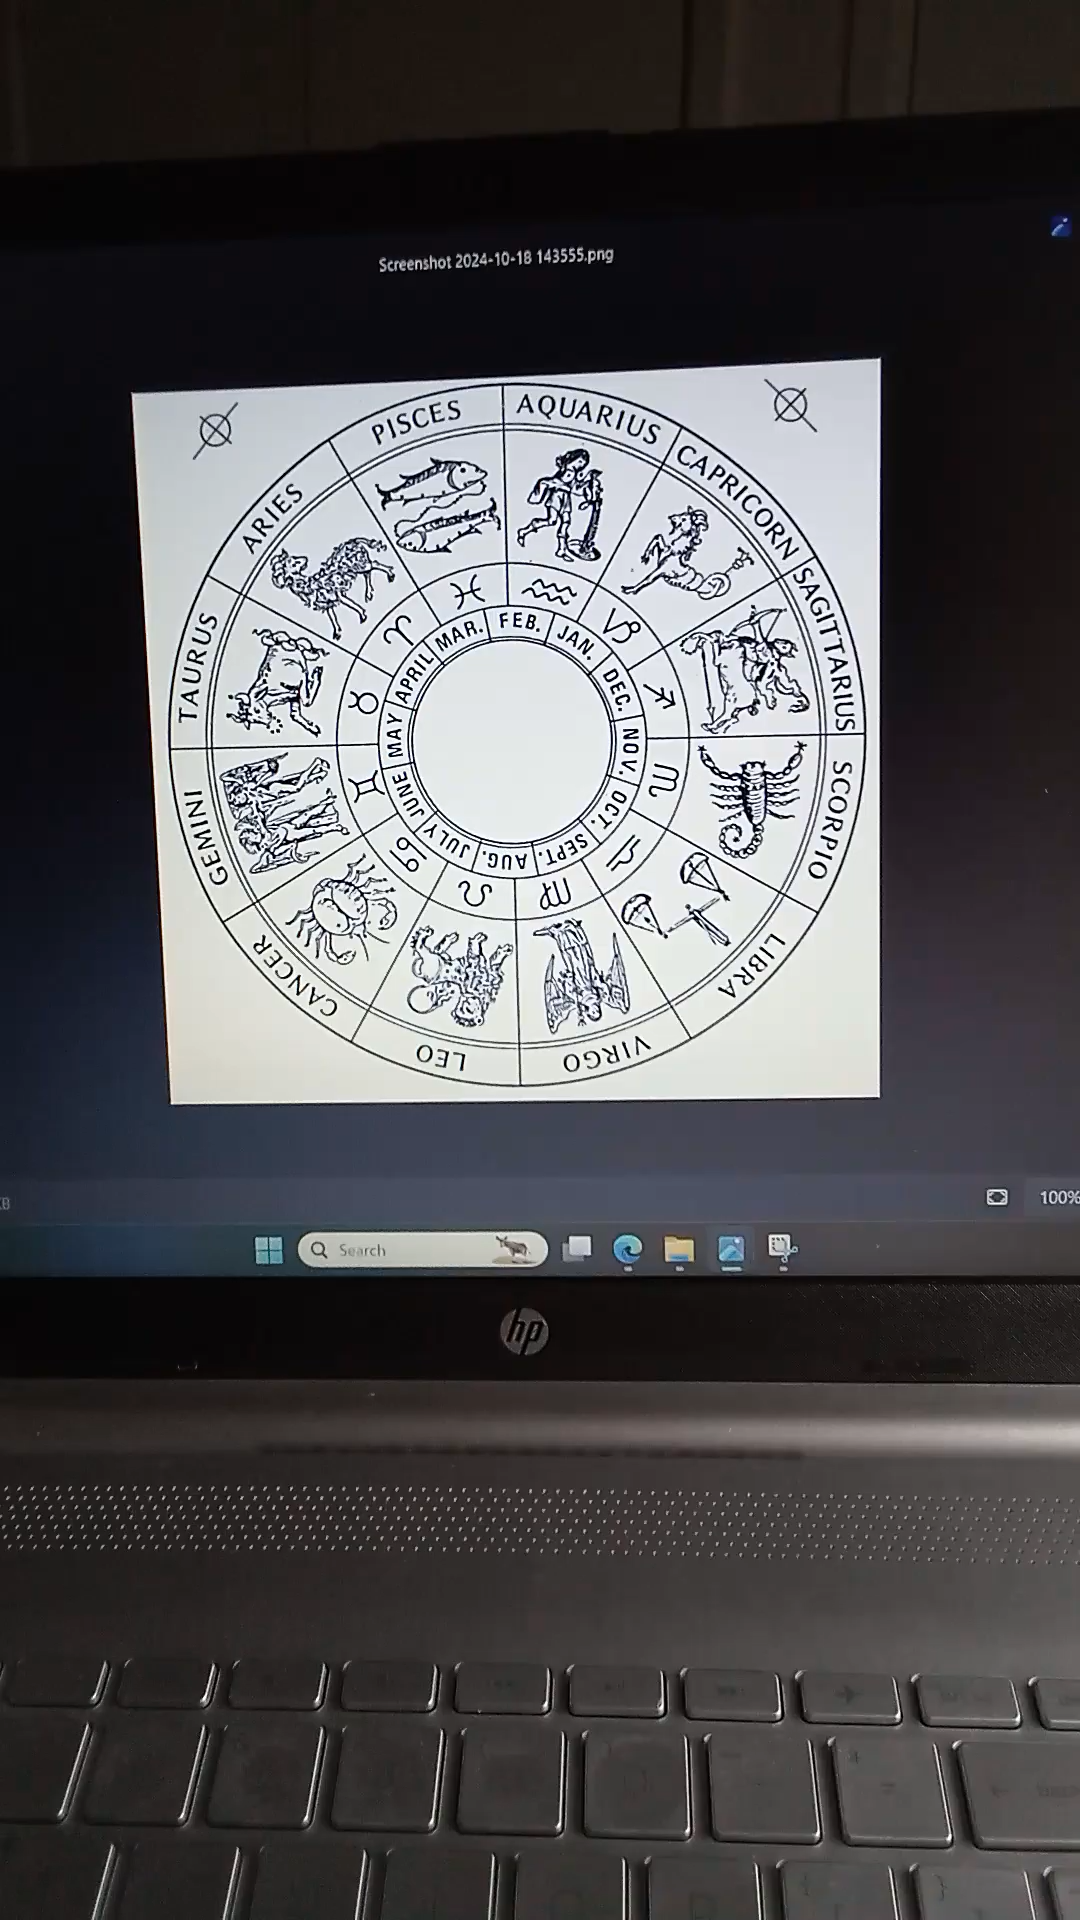 Screenshot 2024-10-18 143555.png
PISCES
AQUARIUS
CAPRICORN
SAGITTARIUS
SCORPIO
LIBRA
VIRGO
LEO
CANCER
GEMINI
TAURUS
ARIES
MAR.
FEB.
JAN.
DEC.
NOV.
OCT.
SEPT.
AUG.
JULY
JUNE
MAY
APRIL
100%
Search
hp